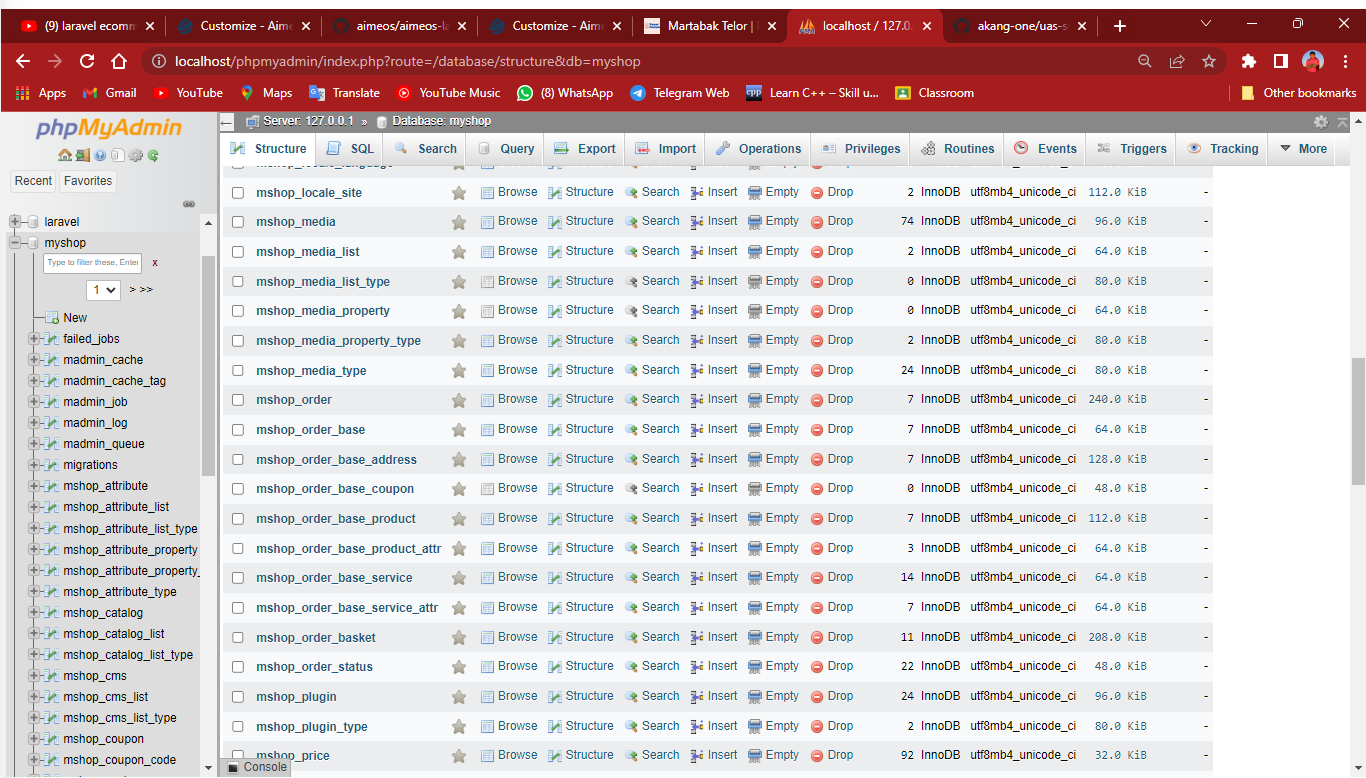 (9) laravel ecomm
Customize - Aime
aimeos/aimeos-la
Customize - Aime
Martabak Telor |
localhost / 127.0.
akang-one/uas-s
localhost/phpmyadmin/index.php?route=/database/structure&db=myshop
Apps Gmail YouTube Maps Translate YouTube Music (8) WhatsApp Telegram Web Learn C++ – Skill u... Classroom Other bookmarks
phpMyAdmin
Recent Favorites
laravel
myshop
Type to filter these, Enter x
1 > >>
New
failed_jobs
madmin_cache
madmin_cache_tag
madmin_job
madmin_log
madmin_queue
migrations
mshop_attribute
mshop_attribute_list
mshop_attribute_list_type
mshop_attribute_property
mshop_attribute_property_
mshop_attribute_type
mshop_catalog
mshop_catalog_list
mshop_catalog_list_type
mshop_cms
mshop_cms_list
mshop_cms_list_type
mshop_coupon
mshop_coupon_code
Server: 127.0.0.1 » Database: myshop
Structure SQL Search Query Export Import Operations Privileges Routines Events Triggers Tracking More
mshop_locale_site Browse Structure Search Insert Empty Drop 2 InnoDB utf8mb4_unicode_ci 112.0 KiB -
mshop_media Browse Structure Search Insert Empty Drop 74 InnoDB utf8mb4_unicode_ci 96.0 KiB -
mshop_media_list Browse Structure Search Insert Empty Drop 2 InnoDB utf8mb4_unicode_ci 64.0 KiB -
mshop_media_list_type Browse Structure Search Insert Empty Drop 0 InnoDB utf8mb4_unicode_ci 80.0 KiB -
mshop_media_property Browse Structure Search Insert Empty Drop 0 InnoDB utf8mb4_unicode_ci 64.0 KiB -
mshop_media_property_type Browse Structure Search Insert Empty Drop 2 InnoDB utf8mb4_unicode_ci 80.0 KiB -
mshop_media_type Browse Structure Search Insert Empty Drop 24 InnoDB utf8mb4_unicode_ci 80.0 KiB -
mshop_order Browse Structure Search Insert Empty Drop 7 InnoDB utf8mb4_unicode_ci 240.0 KiB -
mshop_order_base Browse Structure Search Insert Empty Drop 7 InnoDB utf8mb4_unicode_ci 64.0 KiB -
mshop_order_base_address Browse Structure Search Insert Empty Drop 7 InnoDB utf8mb4_unicode_ci 128.0 KiB -
mshop_order_base_coupon Browse Structure Search Insert Empty Drop 0 InnoDB utf8mb4_unicode_ci 48.0 KiB -
mshop_order_base_product Browse Structure Search Insert Empty Drop 7 InnoDB utf8mb4_unicode_ci 112.0 KiB -
mshop_order_base_product_attr Browse Structure Search Insert Empty Drop 3 InnoDB utf8mb4_unicode_ci 64.0 KiB -
mshop_order_base_service Browse Structure Search Insert Empty Drop 14 InnoDB utf8mb4_unicode_ci 64.0 KiB -
mshop_order_base_service_attr Browse Structure Search Insert Empty Drop 7 InnoDB utf8mb4_unicode_ci 64.0 KiB -
mshop_order_basket Browse Structure Search Insert Empty Drop 11 InnoDB utf8mb4_unicode_ci 208.0 KiB -
mshop_order_status Browse Structure Search Insert Empty Drop 22 InnoDB utf8mb4_unicode_ci 48.0 KiB -
mshop_plugin Browse Structure Search Insert Empty Drop 24 InnoDB utf8mb4_unicode_ci 96.0 KiB -
mshop_plugin_type Browse Structure Search Insert Empty Drop 2 InnoDB utf8mb4_unicode_ci 80.0 KiB -
mshop_price Browse Structure Search Insert Empty Drop 92 InnoDB utf8mb4_unicode_ci 32.0 KiB -
Console